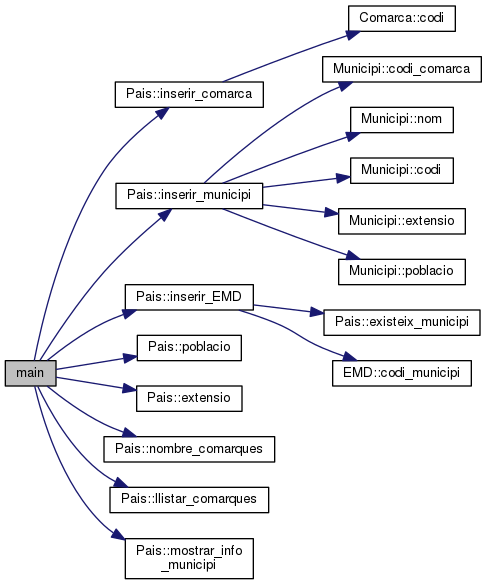 Comarca::codi
Municipi::codi_comarca
Pais::inserir_comarca
Municipi::nom
Municipi::codi
Pais::inserir_municipi
Municipi::extensio
Municipi::poblacio
Pais::inserir_EMD
Pais::existeix_municipi
Pais::poblacio
main
EMD::codi_municipi
Pais::extensio
Pais::nombre_comarques
Pais::llistar_comarques
Pais::mostrar_info
_municipi